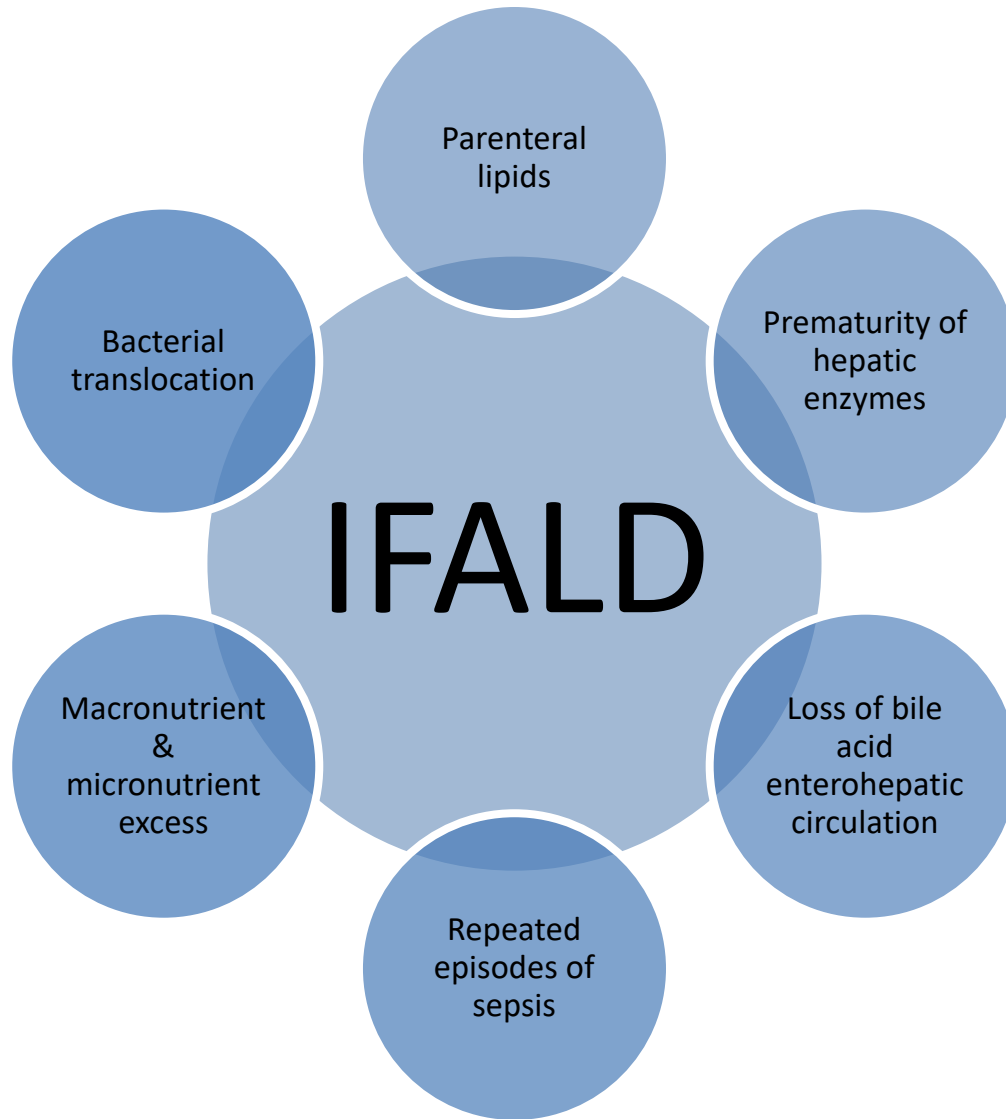 Parenteral
lipids
Prematurity of
hepatic
enzymes
Loss of bile
acid
enterohepatic
circulation
Repeated
episodes of
sepsis
Macronutrient
&
micronutrient
excess
Bacterial
translocation
IFALD